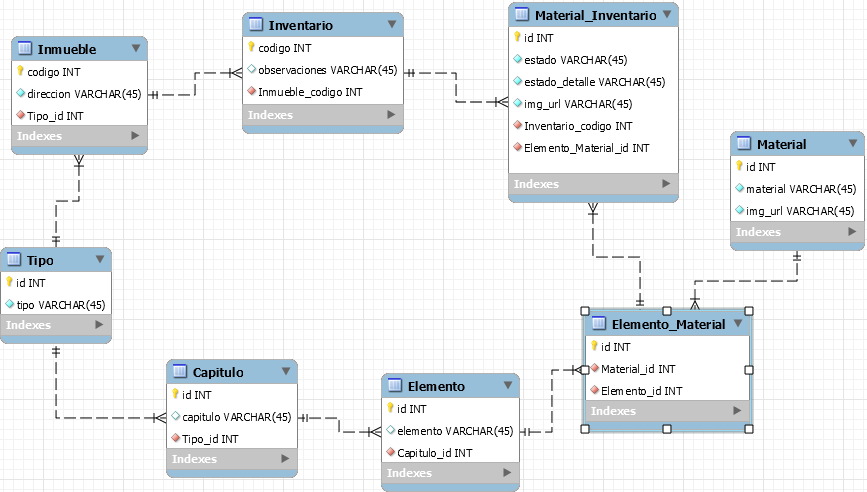 Inmueble
codigo INT
direccion VARCHAR(45)
Tipo_id INT
Indexes
Inventario
codigo INT
observaciones VARCHAR(45)
Inmueble_codigo INT
Indexes
Material_Inventario
id INT
estado VARCHAR(45)
estado_detalle VARCHAR(45)
img_url VARCHAR(45)
Inventario_codigo INT
Elemento_Material_id INT
Indexes
Material
id INT
material VARCHAR(45)
img_url VARCHAR(45)
Indexes
Tipo
id INT
tipo VARCHAR(45)
Indexes
Capitulo
id INT
capitulo VARCHAR(45)
Tipo_id INT
Indexes
Elemento
id INT
elemento VARCHAR(45)
Capitulo_id INT
Indexes
Elemento_Material
id INT
Material_id INT
Elemento_id INT
Indexes